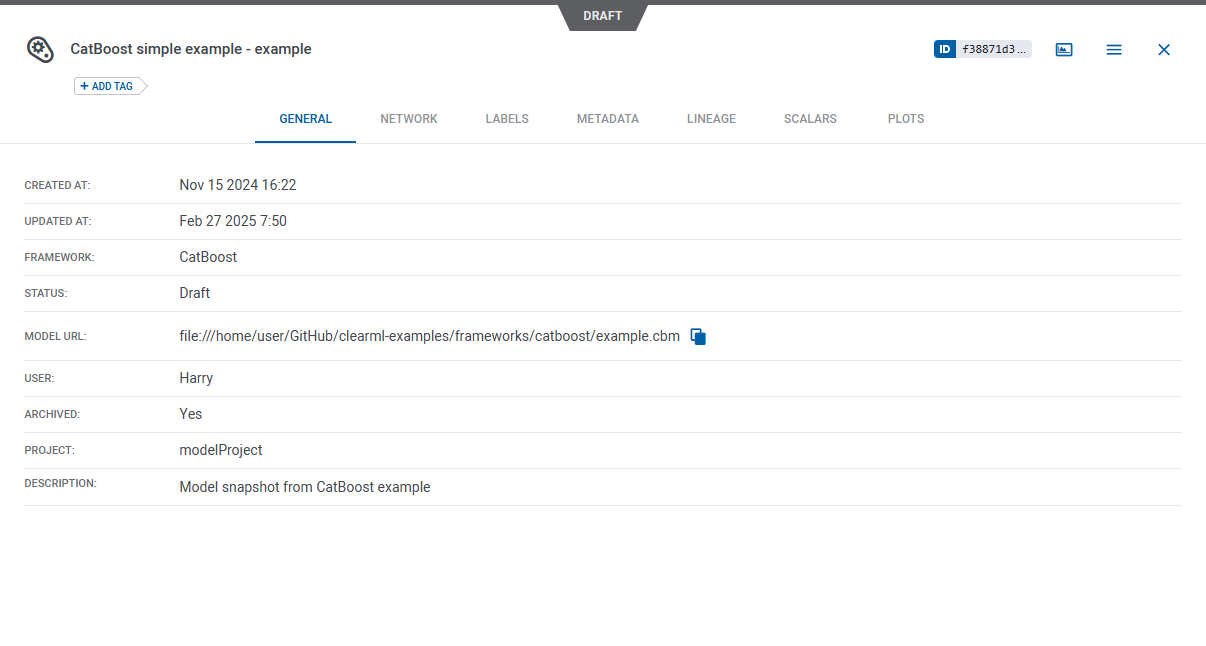 DRAFT
CatBoost simple example - example
ID f38871d3...
+ ADD TAG
GENERAL NETWORK LABELS METADATA LINEAGE SCALARS PLOTS
CREATED AT: Nov 15 2024 16:22
UPDATED AT: Feb 27 2025 7:50
FRAMEWORK: CatBoost
STATUS: Draft
MODEL URL: file:///home/user/GitHub/clearml-examples/frameworks/catboost/example.cbm
USER: Harry
ARCHIVED: Yes
PROJECT: modelProject
DESCRIPTION: Model snapshot from CatBoost example